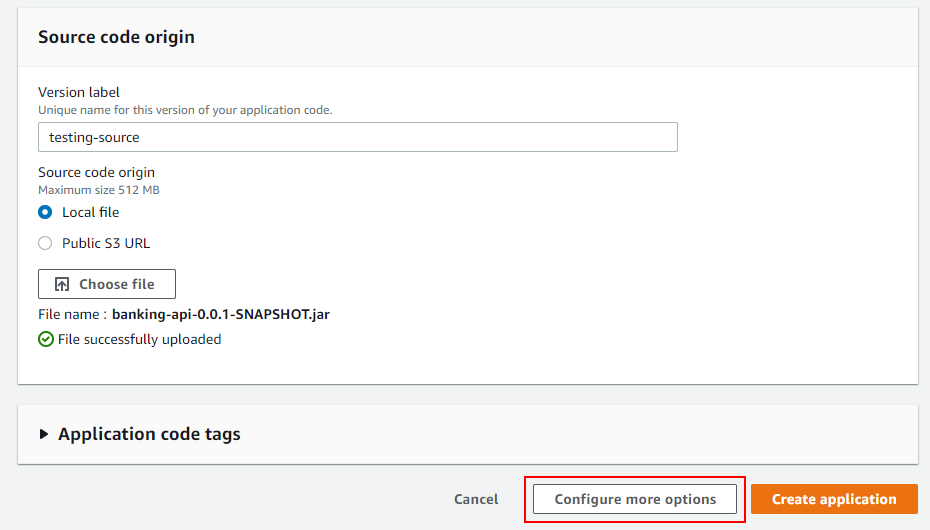 Source code origin
Version label
Unique name for this version of your application code.
testing-source
Source code origin
Maximum size 512 MB
Local file
Public S3 URL
Choose file
File name : banking-api-0.0.1-SNAPSHOT.jar
File successfully uploaded
Application code tags
Cancel Configure more options Create application